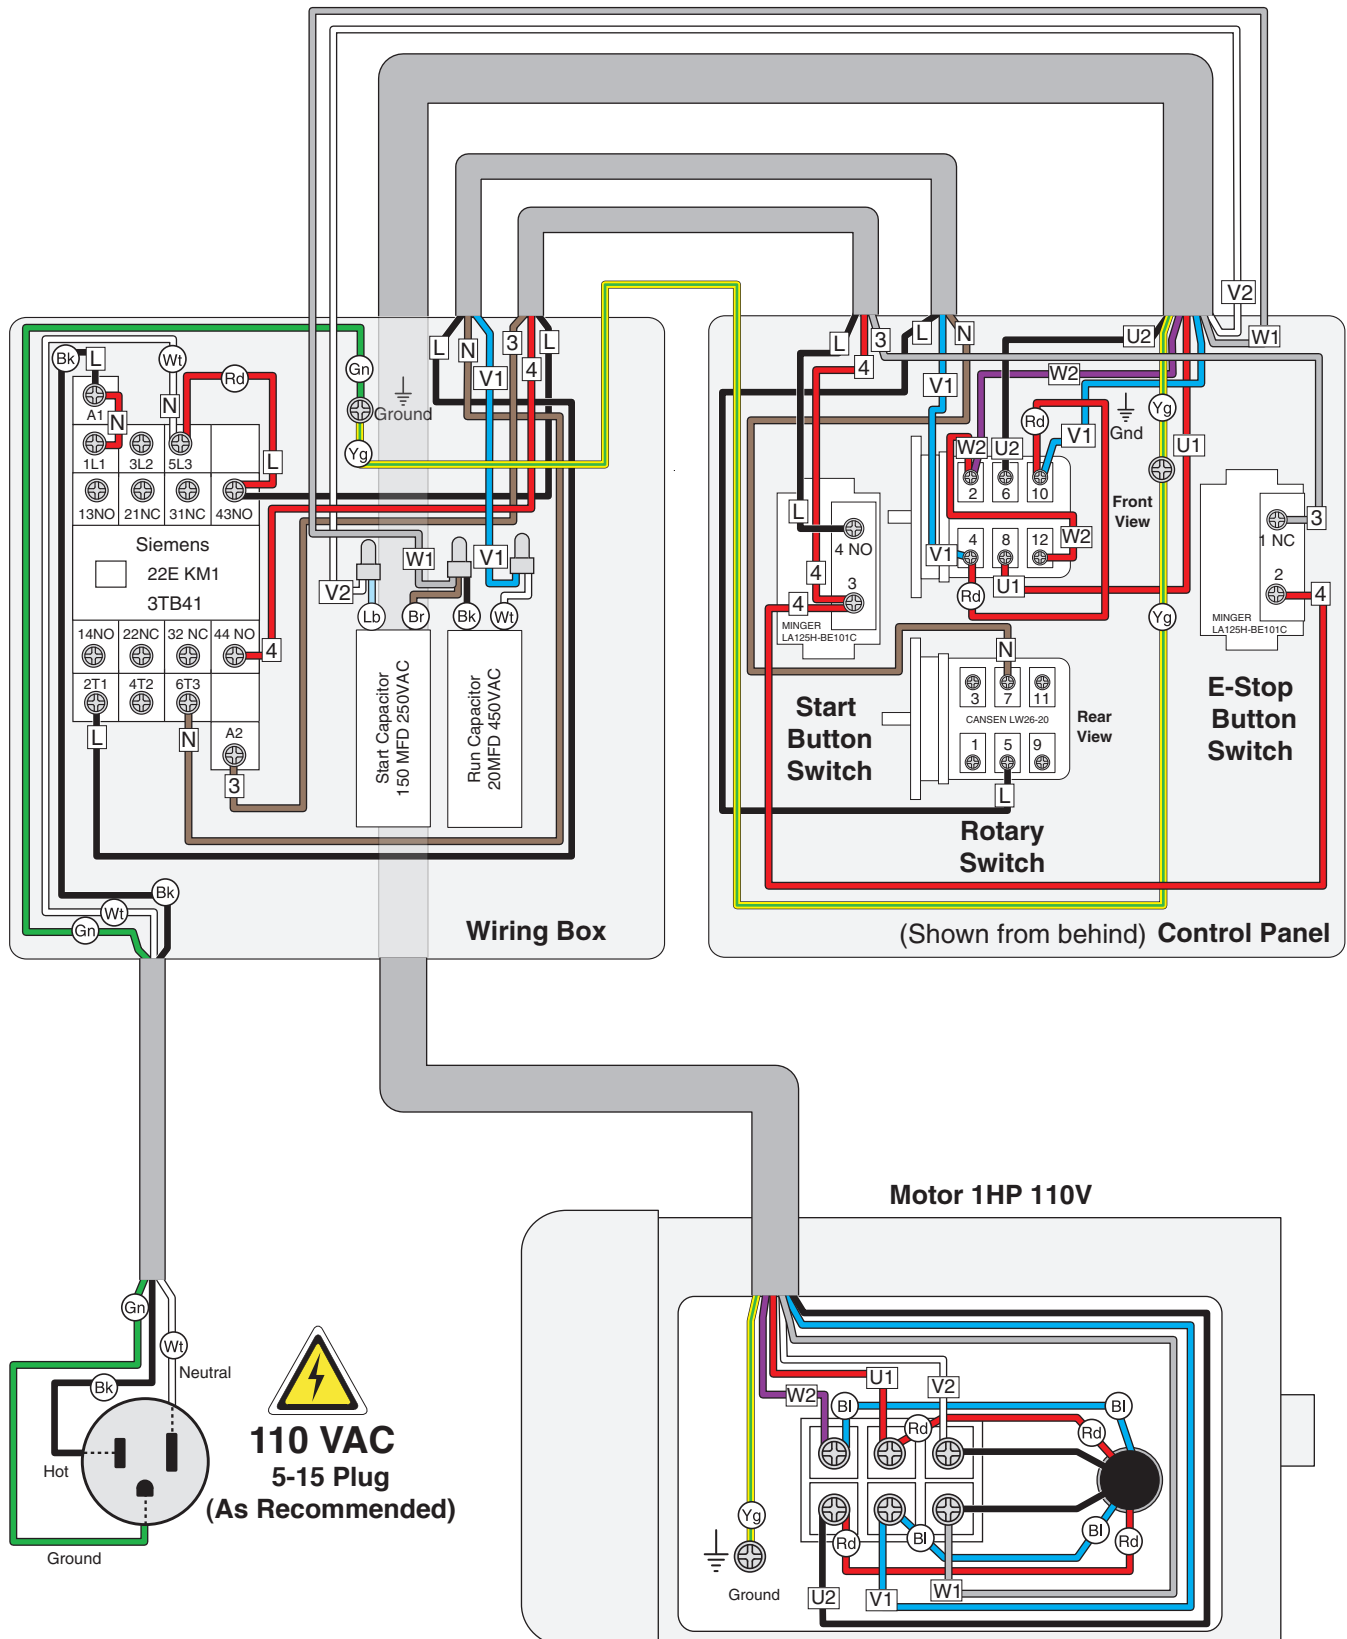 V2
W1
Bk
L
Wt
N
Rd
A1
N
1L1
3L2
5L3
L
13NO
21NC
31NC
43NO
Siemens
22E KM1
3TB41
14NO
22NC
32 NC
44 NO
4
2T1
4T2
6T3
L
N
A2
3
Gn
Ground
Yg
L
N
V1
3
4
L
W1
V1
V2
Lb
Br
Bk
Wt
Start Capacitor
150 MFD 250VAC
Run Capacitor
20MFD 450VAC
Bk
Wt
Gn
Wiring Box
L
3
4
L
N
V1
U2
W2
W1
Yg
Rd
Gnd
V1
U1
W2
U2
2
6
10
Front
View
L
4 NO
V1
4
8
12
W2
U1
Rd
4
3
4
MINGER
LA125H-BE101C
3
1 NC
2
4
MINGER
LA125H-BE101C
Yg
N
3
7
11
CANSEN LW26-20
1
5
9
L
Rear
View
Start
Button
Switch
Rotary
Switch
E-Stop
Button
Switch
(Shown from behind) Control Panel
Gn
Wt
Neutral
Bk
Hot
Ground
110 VAC
5-15 Plug
(As Recommended)
Motor 1HP 110V
W2
U1
V2
Bl
Rd
Bl
Rd
Yg
Ground
Rd
Bl
Bl
Rd
U2
V1
W1